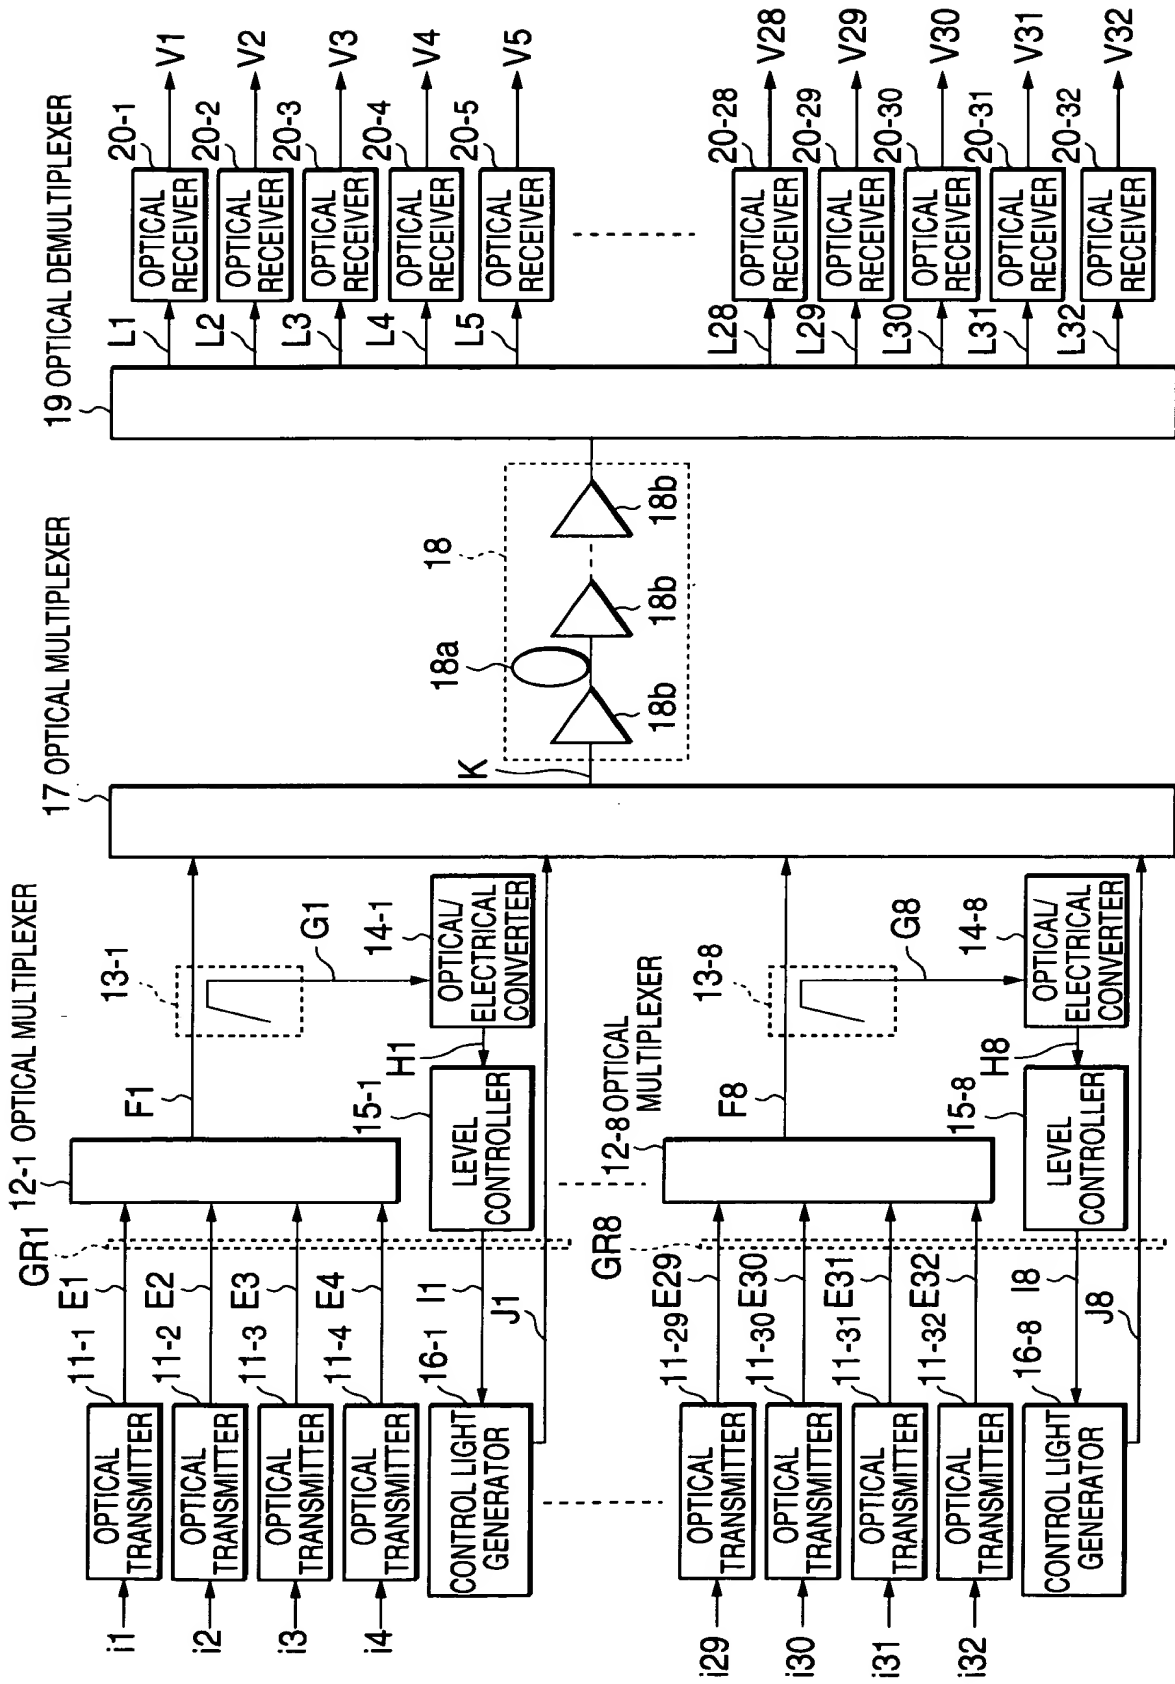 i1
i2
i3
i4
OPTICAL
TRANSMITTER
OPTICAL
TRANSMITTER
OPTICAL
TRANSMITTER
OPTICAL
TRANSMITTER
CONTROL LIGHT
GENERATOR
11-1
11-2
11-3
11-4
16-1
E1
E2
E3
E4
I1
J1
GR1
12-1 OPTICAL MULTIPLEXER
F1
13-1
G1
14-1
OPTICAL/
ELECTRICAL
CONVERTER
H1
15-1
LEVEL
CONTROLLER
i29
i30
i31
i32
OPTICAL
TRANSMITTER
OPTICAL
TRANSMITTER
OPTICAL
TRANSMITTER
OPTICAL
TRANSMITTER
CONTROL LIGHT
GENERATOR
11-29
11-30
11-31
11-32
16-8
E29
E30
E31
E32
I8
J8
GR8
12-8 OPTICAL
MULTIPLEXER
F8
13-8
G8
14-8
OPTICAL/
ELECTRICAL
CONVERTER
H8
15-8
LEVEL
CONTROLLER
17 OPTICAL MULTIPLEXER
K
18
18a
18b
18b
18b
19 OPTICAL DEMULTIPLEXER
L1
L2
L3
L4
L5
OPTICAL
RECEIVER
OPTICAL
RECEIVER
OPTICAL
RECEIVER
OPTICAL
RECEIVER
OPTICAL
RECEIVER
20-1
20-2
20-3
20-4
20-5
V1
V2
V3
V4
V5
L28
L29
L30
L31
L32
OPTICAL
RECEIVER
OPTICAL
RECEIVER
OPTICAL
RECEIVER
OPTICAL
RECEIVER
OPTICAL
RECEIVER
20-28
20-29
20-30
20-31
20-32
V28
V29
V30
V31
V32